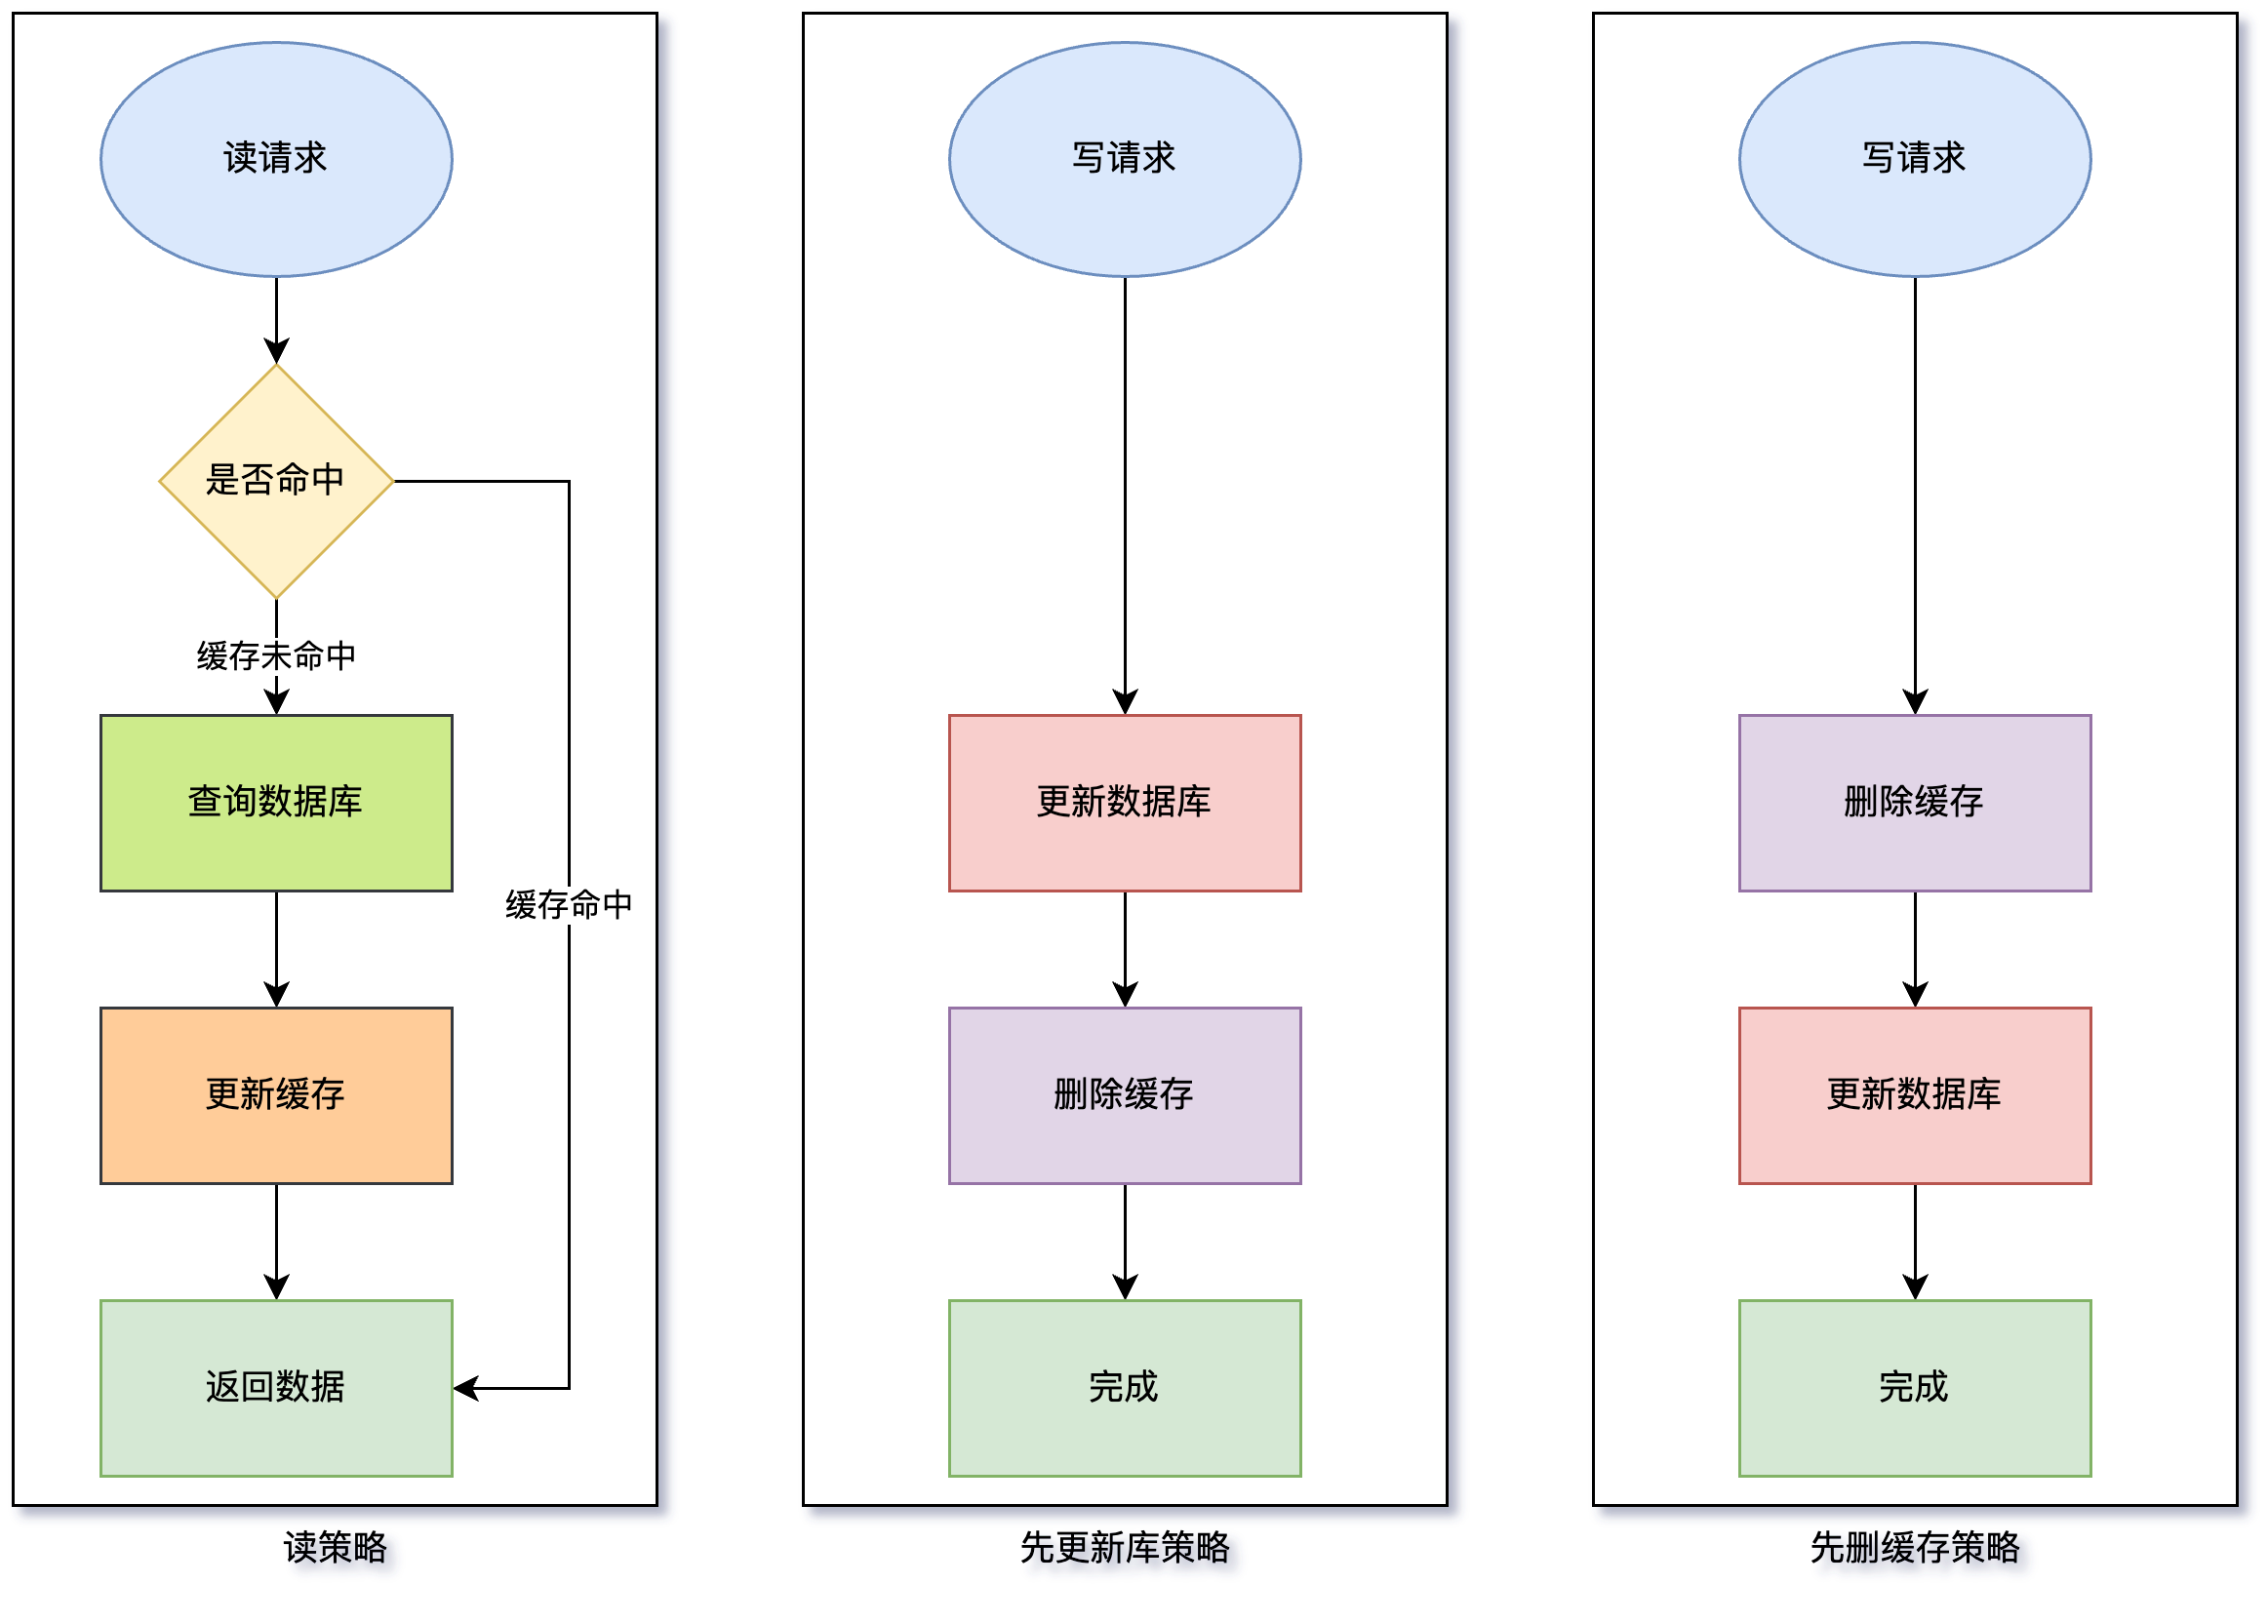 读请求
是否命中
缓存未命中
查询数据库
缓存命中
更新缓存
返回数据
读策略
写请求
更新数据库
删除缓存
完成
先更新库策略
写请求
删除缓存
更新数据库
完成
先删缓存策略